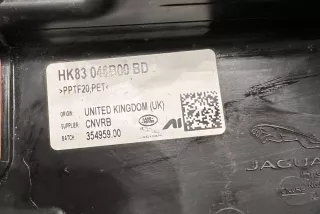 HK83 046B00 BD
>PPTF20,PET<
ORIGIN: UNITED KINGDOM (UK)
SUPPLIER: CNVRB
BATCH: 354959.00
JAGUA